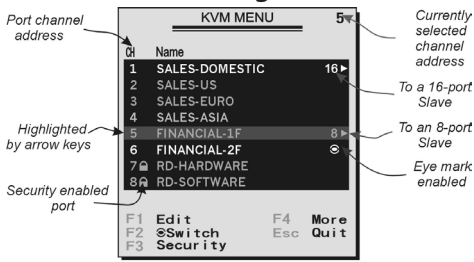 KVM MENU 5
CH Name
1 SALES-DOMESTIC 16▶
2 SALES-US
3 SALES-EURO
4 SALES-ASIA
5 FINANCIAL-1F 8▶
6 FINANCIAL-2F
7 RD-HARDWARE
8 RD-SOFTWARE
F1 Edit F4 More
F2 Switch Esc Quit
F3 Security
Port channel
address
Highlighted
by arrow keys
Security enabled
port
Currently
selected
channel
address
To a 16-port
Slave
To an 8-port
Slave
Eye mark
enabled